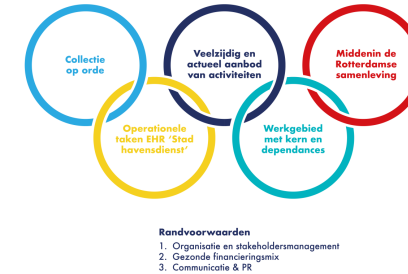 Collectie
op orde
Veelzijdig en
actueel aanbod
van activiteiten
Middenin de
Rotterdamse
samenleving
Operationele
taken EHR ‘Stad
havensdienst’
Werkgebied
met kern en
dependances
Randvoorwaarden
1. Organisatie en stakeholdersmanagement
2. Gezonde financieringsmix
3. Communicatie & PR